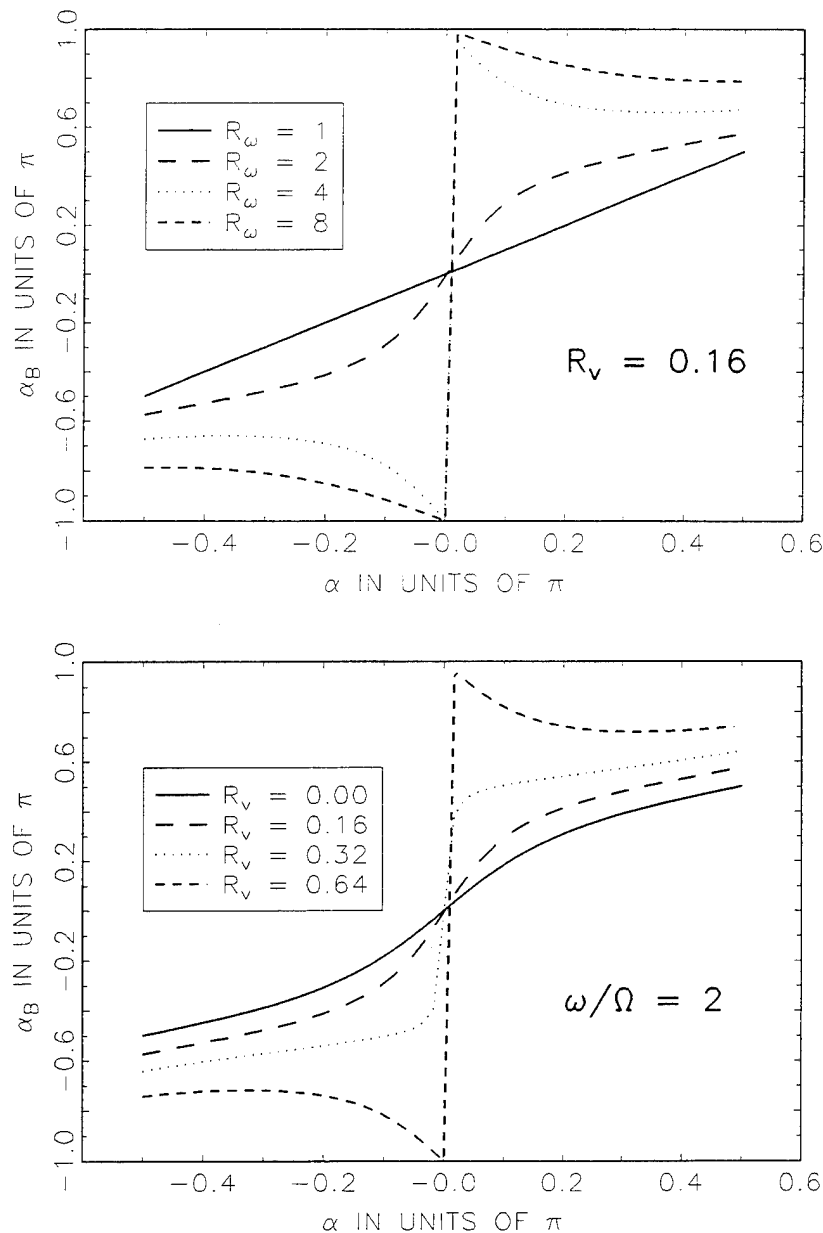 α_B IN UNITS OF π
1.0
0.6
0.2
−0.2
−0.6
−1.0
R_ω = 1
R_ω = 2
R_ω = 4
R_ω = 8
R_v = 0.16
−0.4 −0.2 −0.0 0.2 0.4 0.6
α IN UNITS OF π
α_B IN UNITS OF π
1.0
0.6
0.2
−0.2
−0.6
−1.0
R_v = 0.00
R_v = 0.16
R_v = 0.32
R_v = 0.64
ω/Ω = 2
−0.4 −0.2 −0.0 0.2 0.4 0.6
α IN UNITS OF π